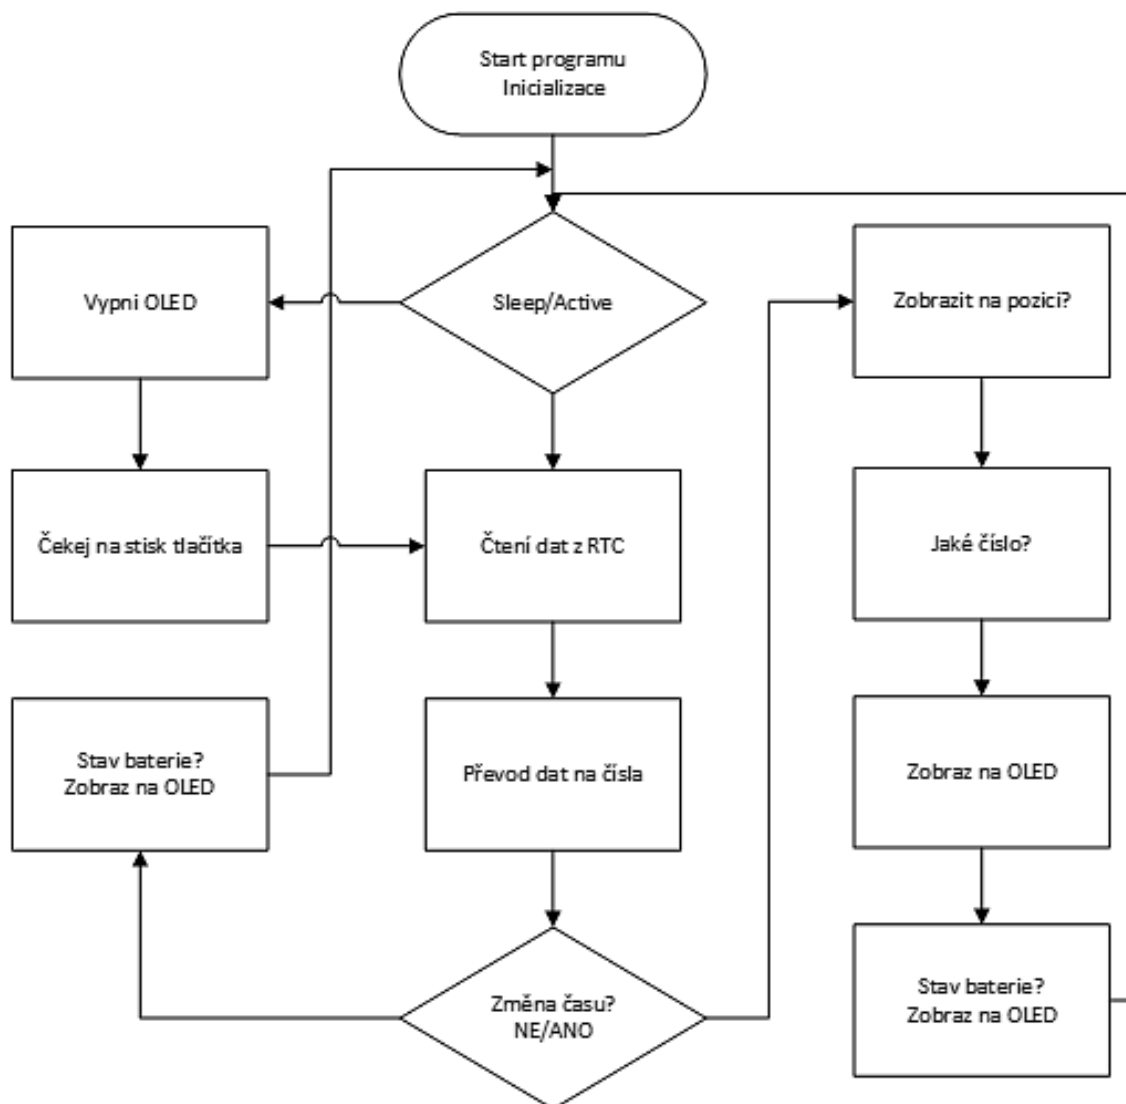 Start programu
Inicializace
Vypni OLED
Sleep/Active
Zobrazit na pozici?
Čekej na stisk tlačítka
Čtení dat z RTC
Jaké číslo?
Stav baterie?
Zobraz na OLED
Převod dat na čísla
Zobraz na OLED
Změna času?
NE/ANO
Stav baterie?
Zobraz na OLED